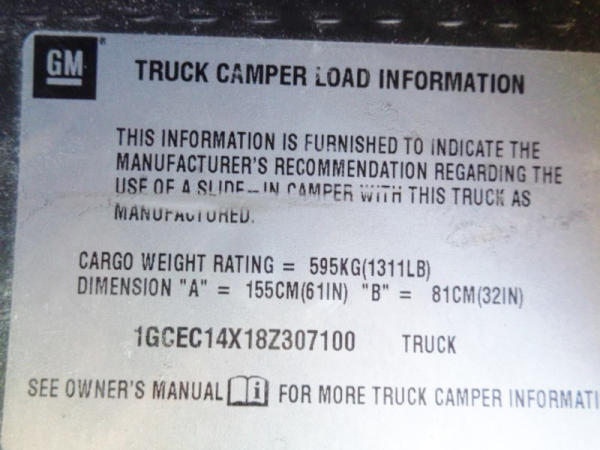 GM
TRUCK CAMPER LOAD INFORMATION
THIS INFORMATION IS FURNISHED TO INDICATE THE
MANUFACTURER'S RECOMMENDATION REGARDING THE
USE OF A SLIDE-IN CAMPER WITH THIS TRUCK AS
MANUFACTURED.
CARGO WEIGHT RATING = 595KG(1311LB)
DIMENSION "A" = 155CM(61IN) "B" = 81CM(32IN)
1GCEC14X18Z307100 TRUCK
SEE OWNER'S MANUAL i FOR MORE TRUCK CAMPER INFORMATI